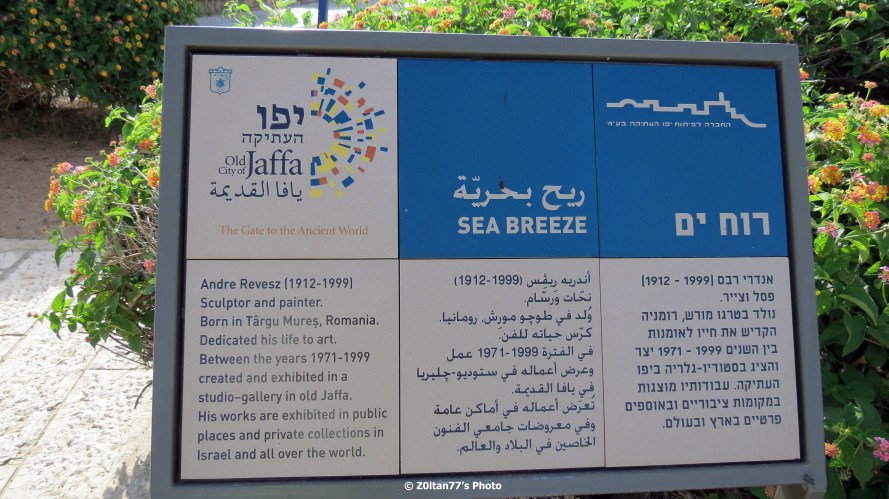 יפו
העתיקה
Old
City of Jaffa
يافا القديمة
The Gate to the Ancient World
ريح بحريّة
SEA BREEZE
החברה לפיתוח יפו העתיקה בע״מ
רוח ים
Andre Revesz (1912-1999)
Sculptor and painter.
Born in Târgu Mureș, Romania.
Dedicated his life to art.
Between the years 1971-1999
created and exhibited in a
studio-gallery in old Jaffa.
His works are exhibited in public
places and private collections in
Israel and all over the world.
أندريه ريڤس (1999-1912)
نحّات ورسّام.
وُلد في طوچو مورش, رومانيا.
كرّس حياته للفن.
في الفترة 1999-1971 عمل
وعرض أعماله في ستوديو-چليريا
في يافا القديمة.
تُعرَض أعماله في أماكن عامة
وفي معروضات جامعي الفنون
الخاصين في البلاد والعالم.
אנדרי רבס (1999 - 1912)
פסל וצייר.
נולד בטרגו מורש, רומניה
הקדיש את חייו לאומנות
בין השנים 1999 - 1971 יצר
והציג בסטודיו-גלריה ביפו
העתיקה. עבודותיו מוצגות
במקומות ציבוריים ובאוספים
פרטיים בארץ ובעולם.
© Z0ltan77's Photo